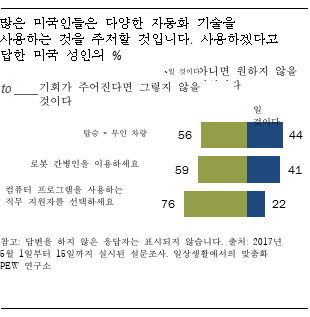 많은 미국인들은 다양한 자동화 기술을
사용하는 것을 주저할 것입니다. 사용하겠다고
답한 미국 성인의 %
~일 것이다 아니면 원하지 않을
to ____ 기회가 주어진다면 그렇지 않을
것이다
일
것이다
탑승 = 무인 차량
56 44
로봇 간병인을 이용하세요
59 41
컴퓨터 프로그램을 사용하는
직무 지원자를 선택하세요
76 22
참고: 답변을 하지 않은 응답자는 표시되지 않습니다. 출처: 2017년
5월 1일부터 15일까지 실시된 설문조사. 일상생활에서의 맞춤화
PEW 연구소